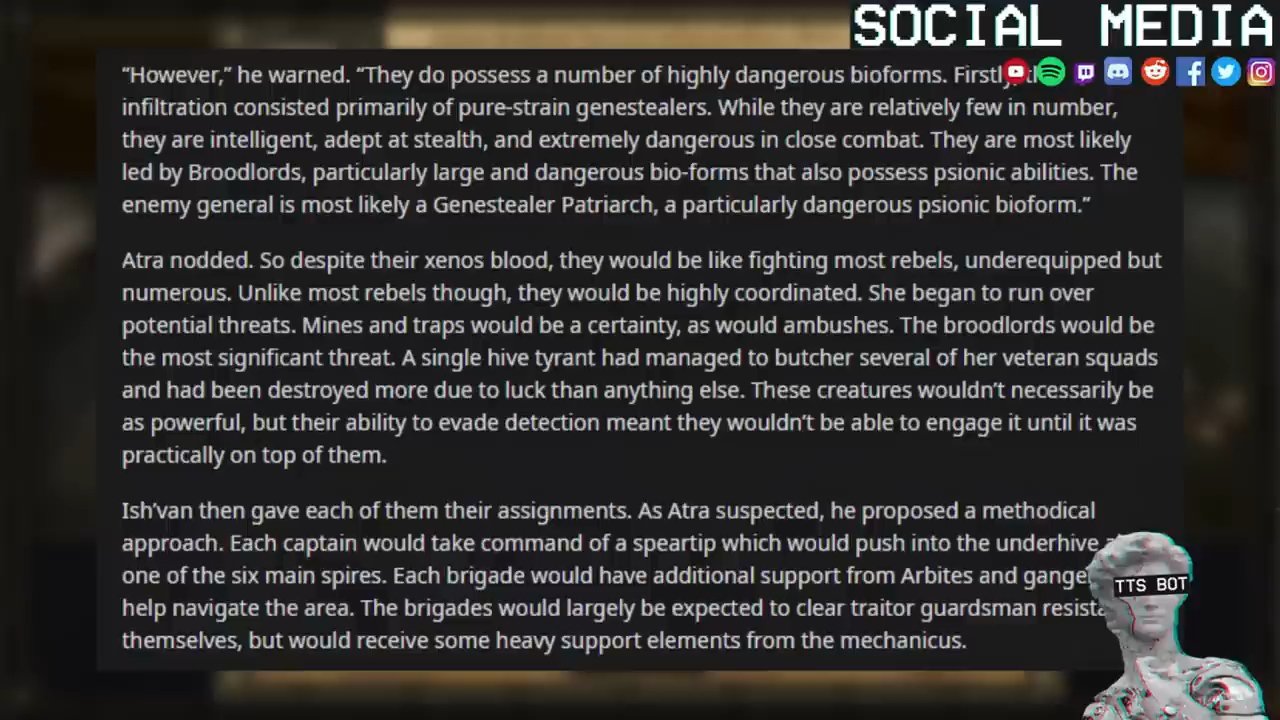 SOCIAL MEDIA
“However,” he warned. “They do possess a number of highly dangerous bioforms.
infiltration consisted primarily of pure-strain genestealers. While they are relatively few in number,
they are intelligent, adept at stealth, and extremely dangerous in close combat. They are most likely
led by Broodlords, particularly large and dangerous bio-forms that also possess psionic abilities. The
enemy general is most likely a Genestealer Patriarch, a particularly dangerous psionic bioform.”
Atra nodded. So despite their xenos blood, they would be like fighting most rebels, underequipped but
numerous. Unlike most rebels though, they would be highly coordinated. She began to run over
potential threats. Mines and traps would be a certainty, as would ambushes. The broodlords would be
the most significant threat. A single hive tyrant had managed to butcher several of her veteran squads
and had been destroyed more due to luck than anything else. These creatures wouldn’t necessarily be
as powerful, but their ability to evade detection meant they wouldn’t be able to engage it until it was
practically on top of them.
Ish’van then gave each of them their assignments. As Atra suspected, he proposed a methodical
approach. Each captain would take command of a speartip which would push into the underhive
one of the six main spires. Each brigade would have additional support from Arbites and
help navigate the area. The brigades would largely be expected to clear traitor guardsman
themselves, but would receive some heavy support elements from the mechanicus.
TTS BOT